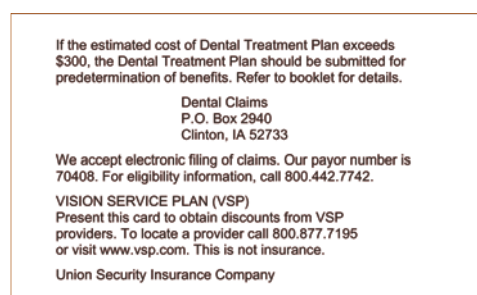 If the estimated cost of Dental Treatment Plan exceeds
$300, the Dental Treatment Plan should be submitted for
predetermination of benefits. Refer to booklet for details.
Dental Claims
P.O. Box 2940
Clinton, IA 52733
We accept electronic filing of claims. Our payor number is
70408. For eligibility information, call 800.442.7742.
VISION SERVICE PLAN (VSP)
Present this card to obtain discounts from VSP
providers. To locate a provider call 800.877.7195
or visit www.vsp.com. This is not insurance.
Union Security Insurance Company